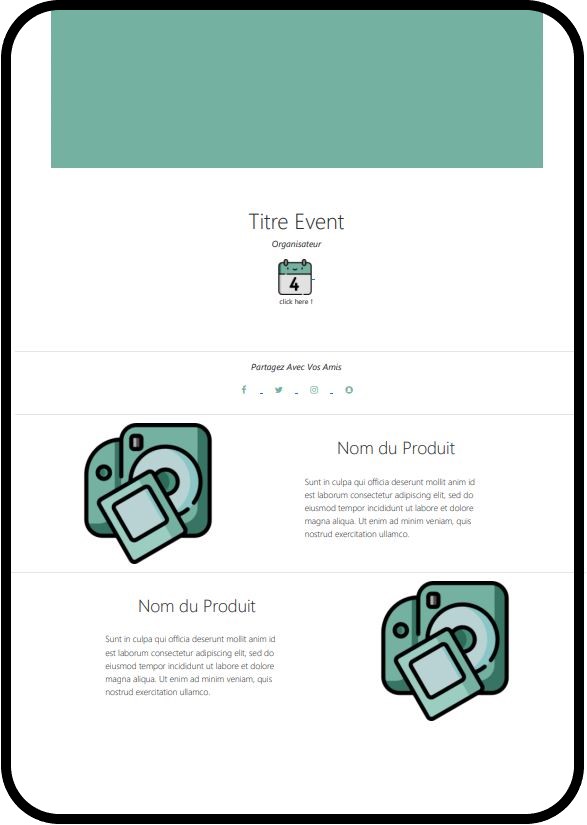 Titre Event
Organisateur
4
click here !
Partagez Avec Vos Amis
Nom du Produit
Sunt in culpa qui officia deserunt mollit anim id
est laborum consectetur adipiscing elit, sed do
eiusmod tempor incididunt ut labore et dolore
magna aliqua. Ut enim ad minim veniam, quis
nostrud exercitation ullamco.
Nom du Produit
Sunt in culpa qui officia deserunt mollit anim id
est laborum consectetur adipiscing elit, sed do
eiusmod tempor incididunt ut labore et dolore
magna aliqua. Ut enim ad minim veniam, quis
nostrud exercitation ullamco.